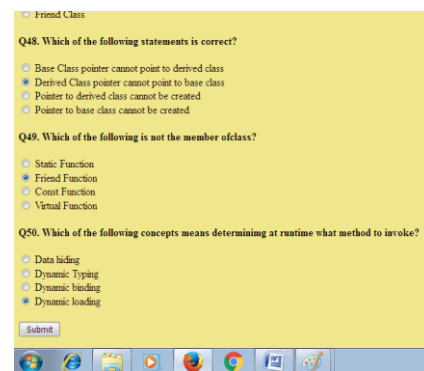 Friend Class
Q48. Which of the following statements is correct?
Base Class pointer cannot point to derived class
Derived Class pointer cannot point to base class
Pointer to derived class cannot be created
Pointer to base class cannot be created
Q49. Which of the following is not the member ofclass?
Static Function
Friend Function
Const Function
Virtual Function
Q50. Which of the following concepts means determinimg at runtime what method to invoke?
Data hiding
Dynamic Typing
Dynamic binding
Dynamic loading
Submit